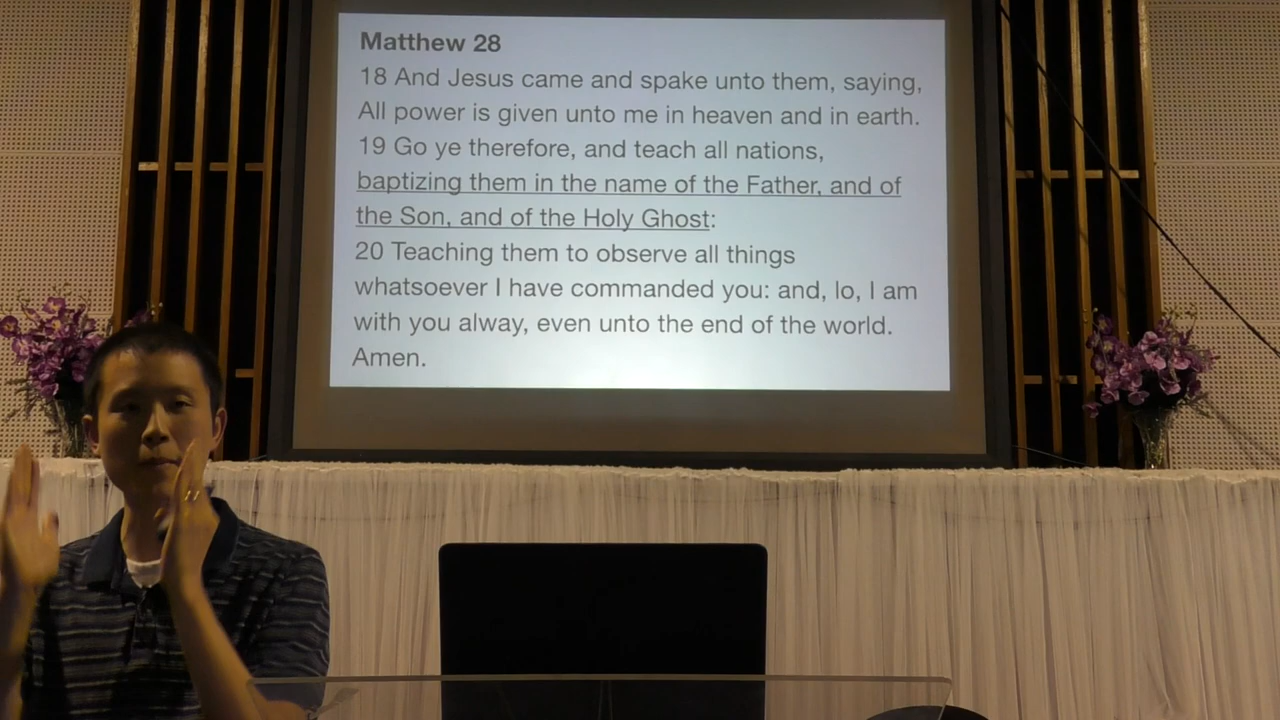 Matthew 28
18 And Jesus came and spake unto them, saying,
All power is given unto me in heaven and in earth.
19 Go ye therefore, and teach all nations,
baptizing them in the name of the Father, and of
the Son, and of the Holy Ghost:
20 Teaching them to observe all things
whatsoever I have commanded you: and, lo, I am
with you alway, even unto the end of the world.
Amen.